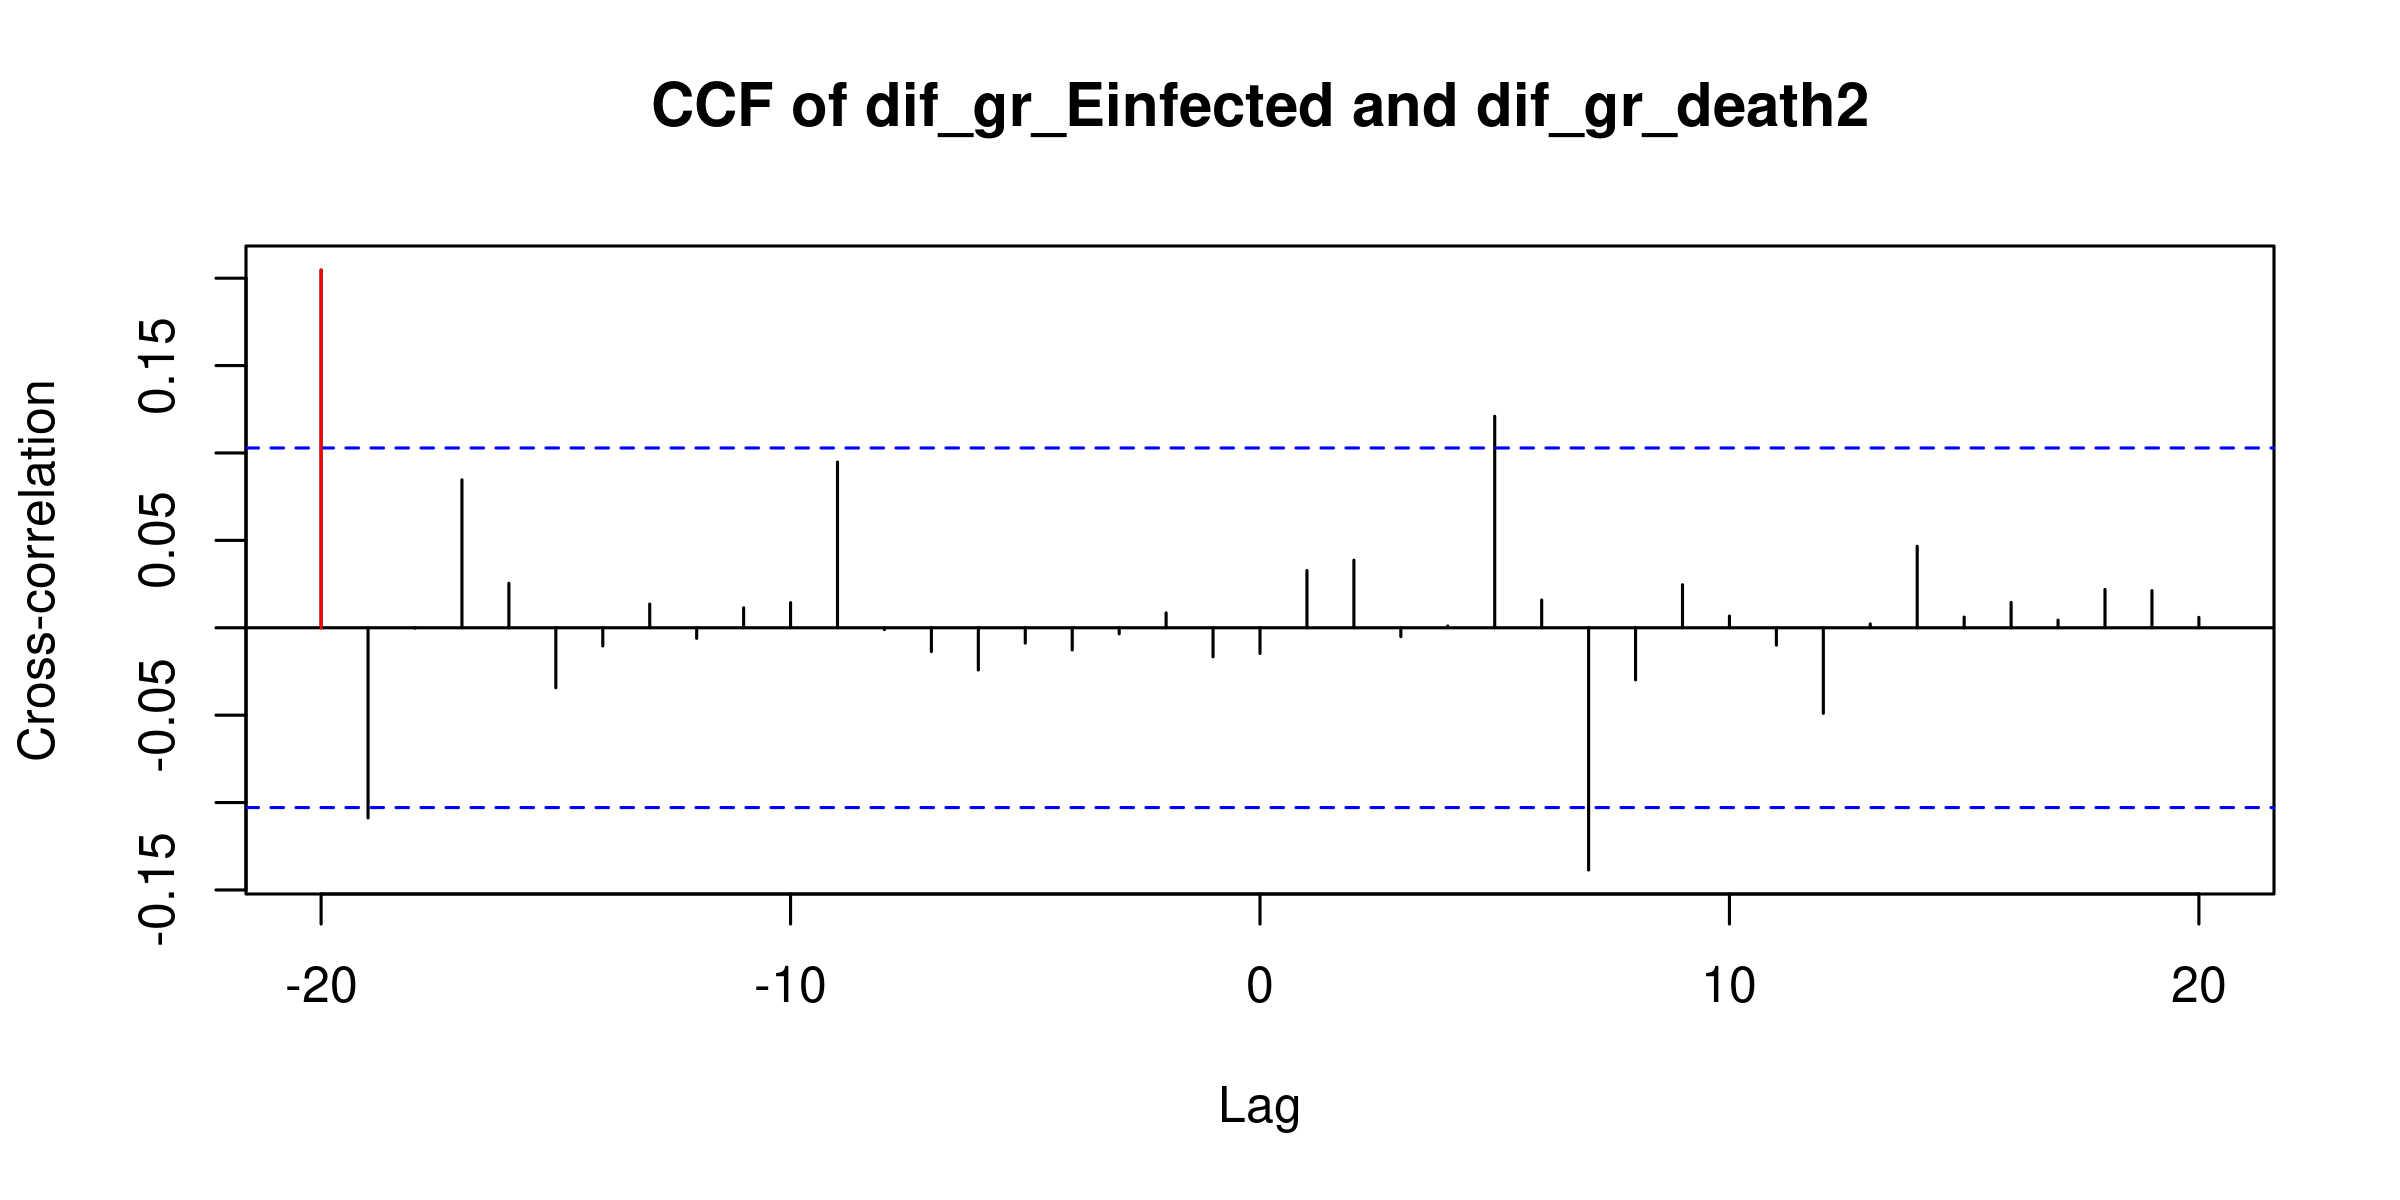 CCF of dif_gr_Einfected and dif_gr_death2
Cross-correlation
0.15
0.05
-0.05
-0.15
-20 -10 0 10 20
Lag